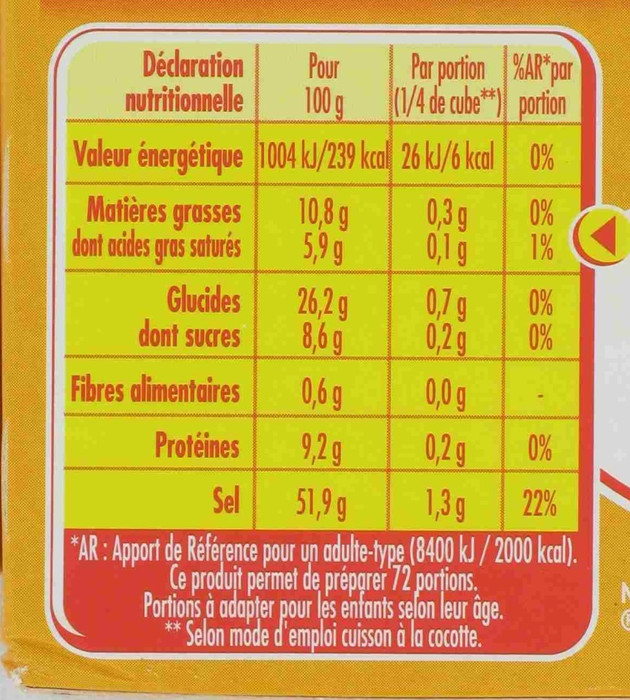 Déclaration nutritionnelle Pour 100 g Par portion (1/4 de cube**) %AR*par portion
Valeur énergétique 1004 kJ/239 kcal 26 kJ/6 kcal 0%
Matières grasses 10,8 g 0,3 g 0%
dont acides gras saturés 5,9 g 0,1 g 1%
Glucides 26,2 g 0,7 g 0%
dont sucres 8,6 g 0,2 g 0%
Fibres alimentaires 0,6 g 0,0 g -
Protéines 9,2 g 0,2 g 0%
Sel 51,9 g 1,3 g 22%
*AR : Apport de Référence pour un adulte-type (8400 kJ / 2000 kcal).
Ce produit permet de préparer 72 portions.
Portions à adapter pour les enfants selon leur âge.
** Selon mode d'emploi cuisson à la cocotte.